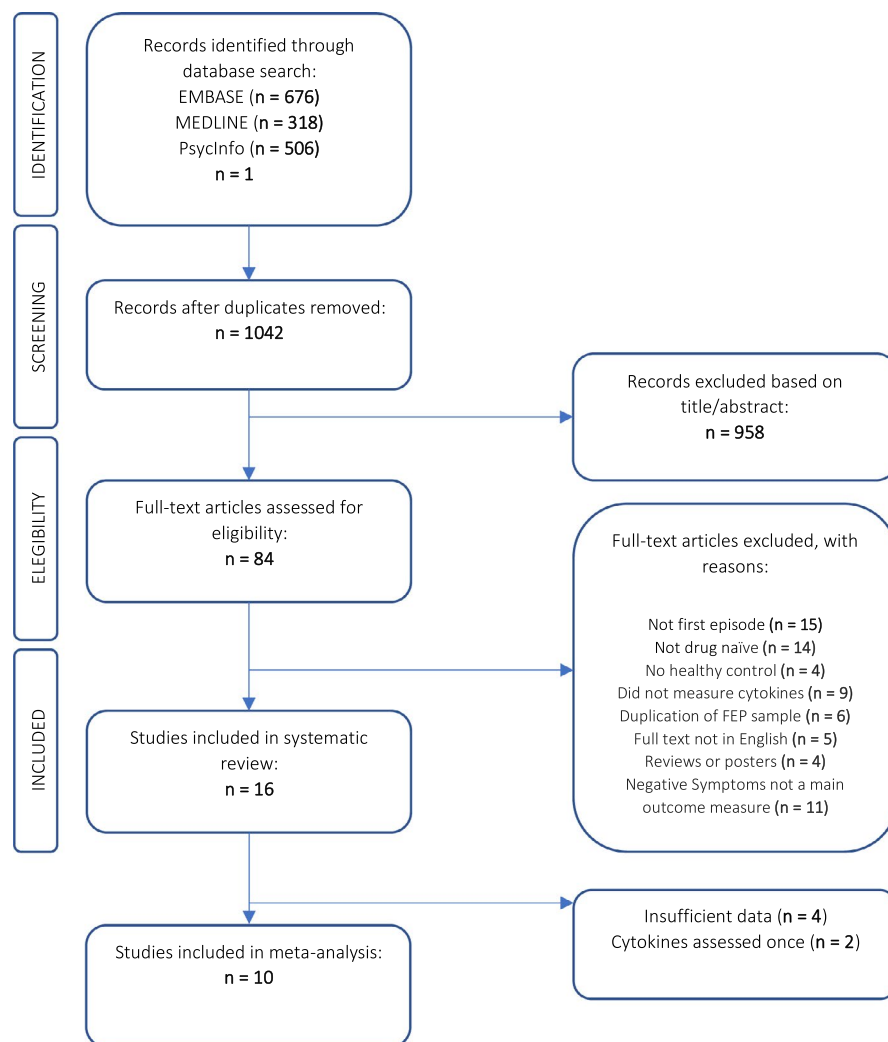 IDENTIFICATION
Records identified through
database search:
EMBASE (n = 676)
MEDLINE (n = 318)
PsycInfo (n = 506)
n = 1
SCREENING
Records after duplicates removed:
n = 1042
Records excluded based on
title/abstract:
n = 958
ELEGIBILITY
Full-text articles assessed for
eligibility:
n = 84
Full-text articles excluded, with
reasons:
Not first episode (n = 15)
Not drug naïve (n = 14)
No healthy control (n = 4)
Did not measure cytokines (n = 9)
Duplication of FEP sample (n = 6)
Full text not in English (n = 5)
Reviews or posters (n = 4)
Negative Symptoms not a main
outcome measure (n = 11)
INCLUDED
Studies included in systematic
review:
n = 16
Insufficient data (n = 4)
Cytokines assessed once (n = 2)
Studies included in meta-analysis:
n = 10